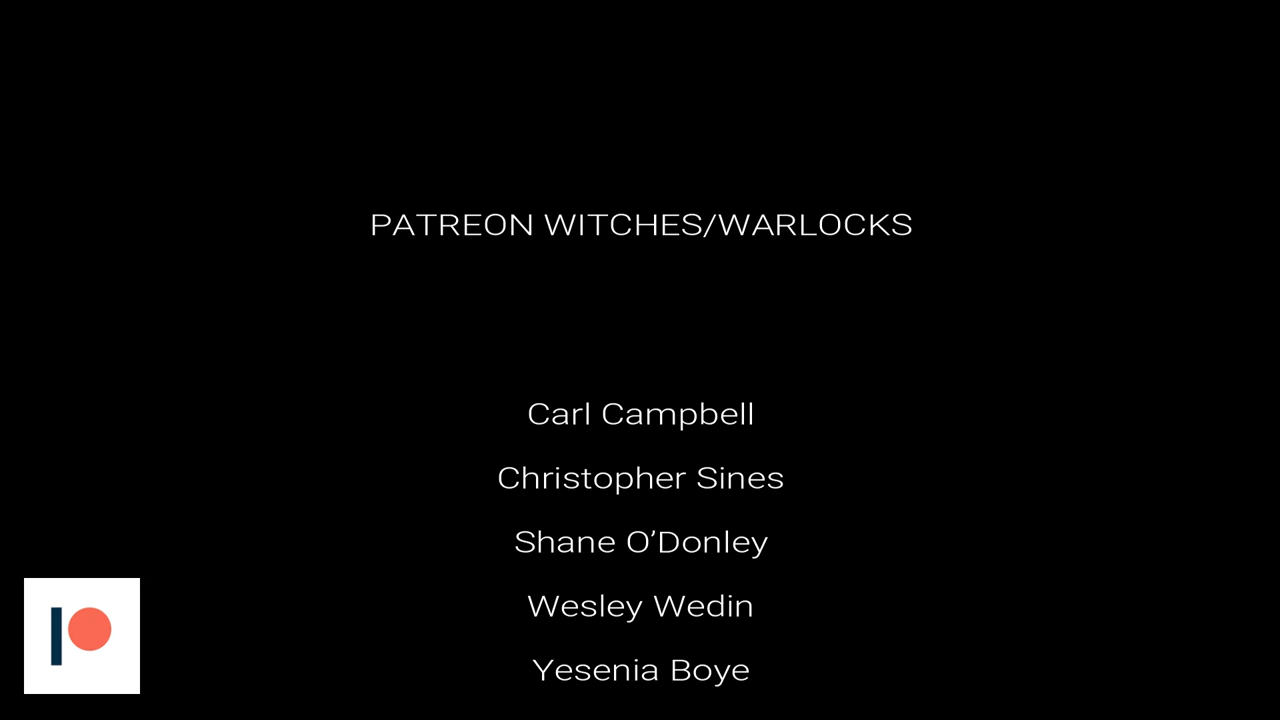 PATREON WITCHES/WARLOCKS
Carl Campbell
Christopher Sines
Shane O’Donley
Wesley Wedin
Yesenia Boye